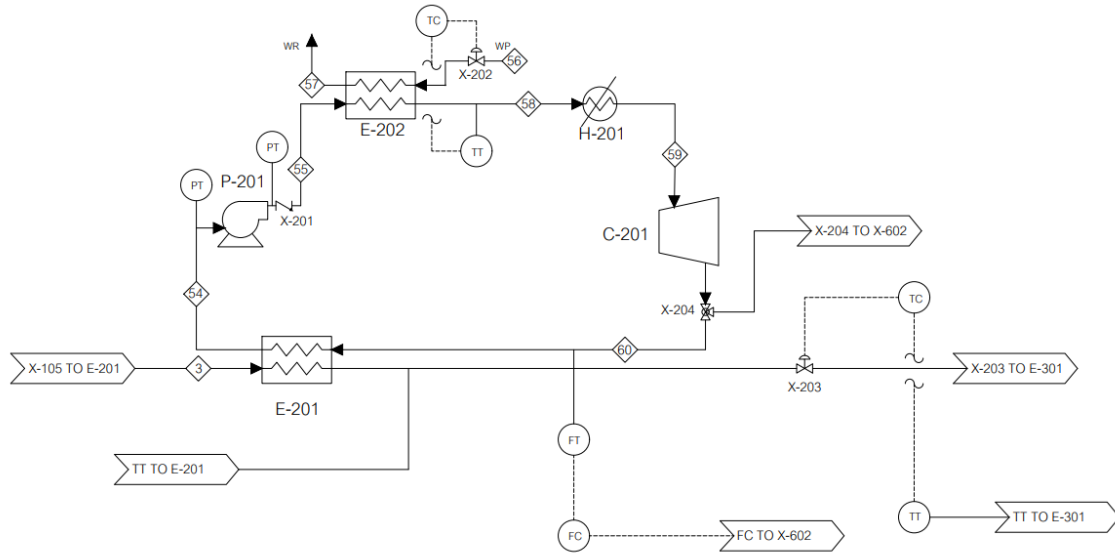 TC
WR
WP
56
X-202
57
E-202
58
H-201
TT
PT
PT
P-201
55
X-201
59
C-201
X-204 TO X-602
54
X-204
TC
60
X-105 TO E-201
3
X-203 TO E-301
X-203
E-201
FT
TT TO E-201
TT
TT TO E-301
FC
FC TO X-602